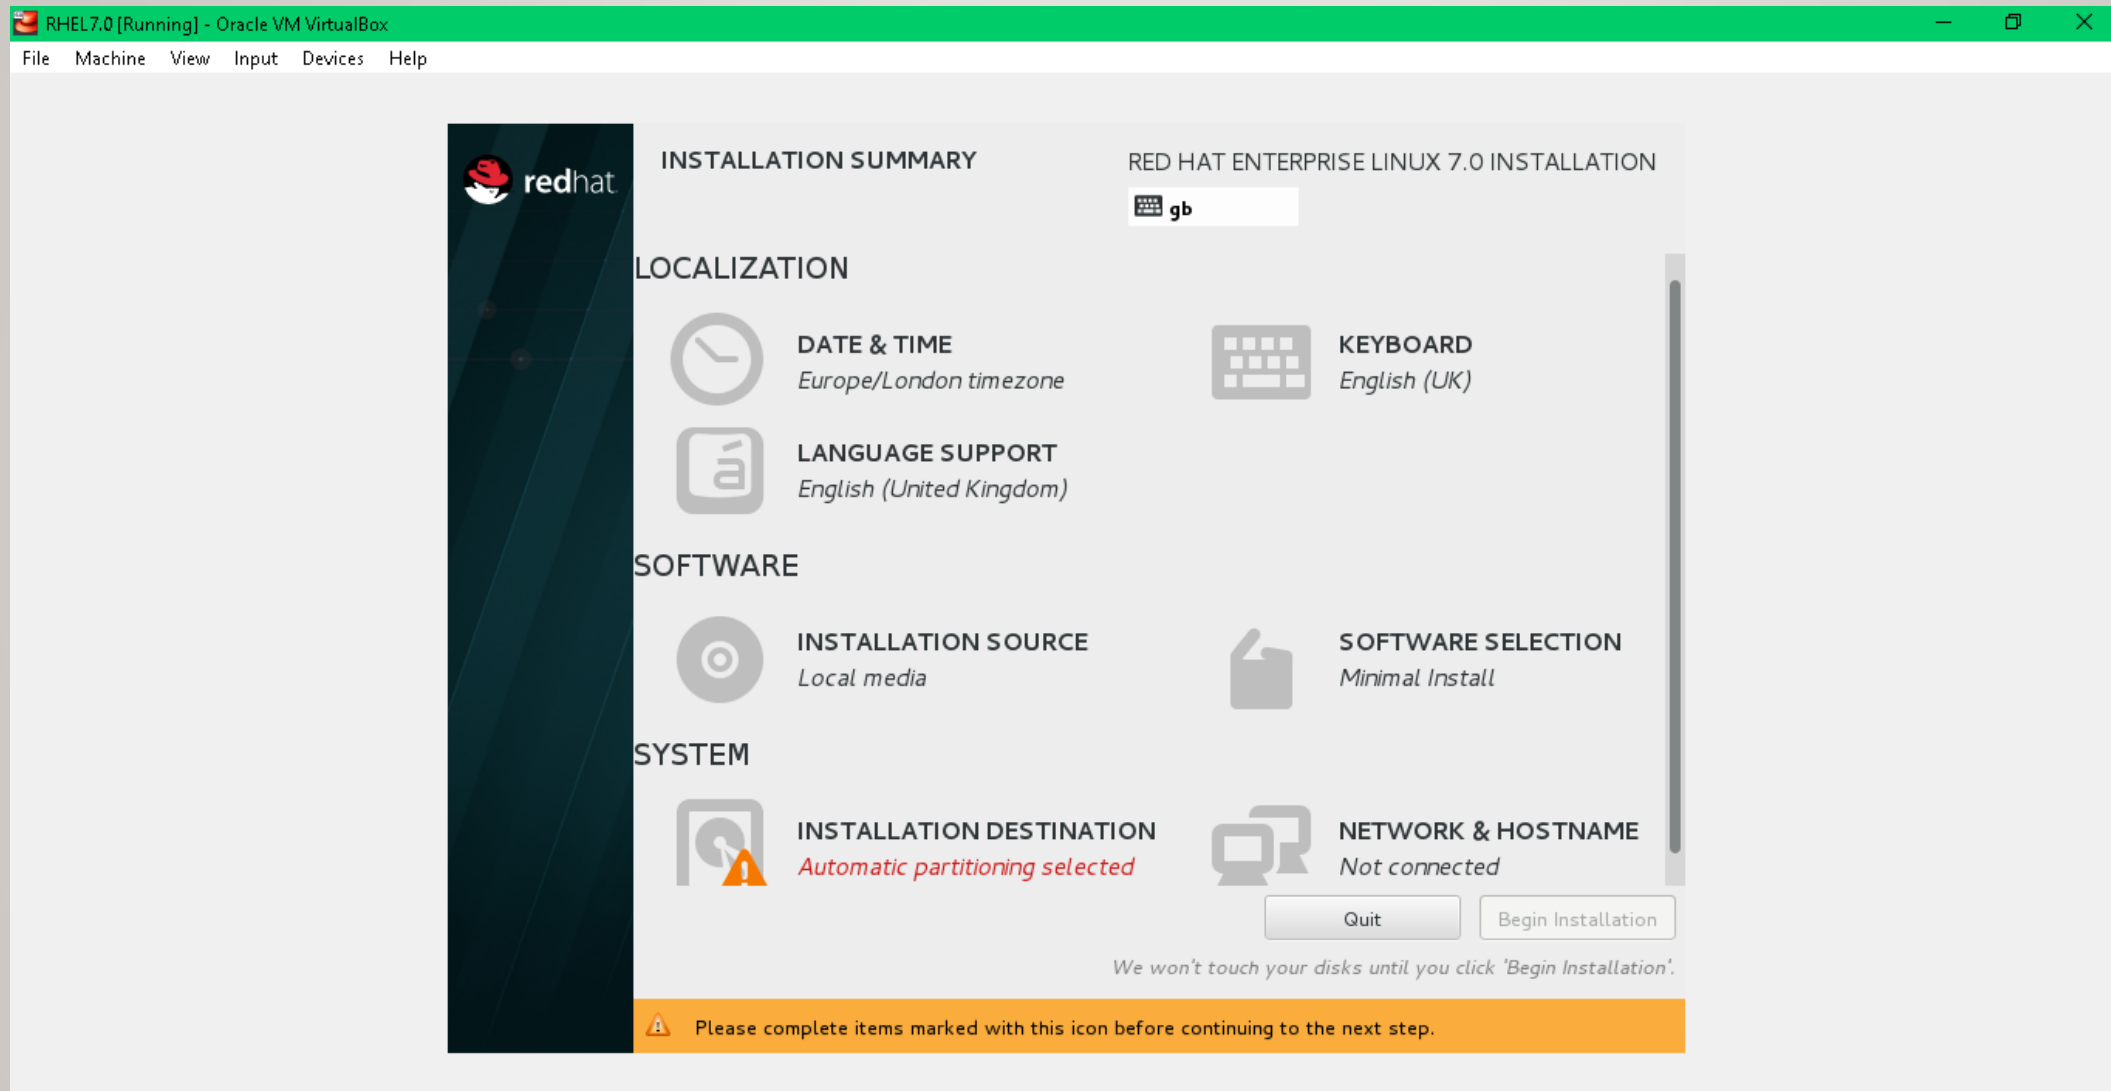 RHEL7.0 [Running] - Oracle VM VirtualBox
File Machine View Input Devices Help
redhat.
INSTALLATION SUMMARY
RED HAT ENTERPRISE LINUX 7.0 INSTALLATION
gb
LOCALIZATION
DATE & TIME
Europe/London timezone
KEYBOARD
English (UK)
á
LANGUAGE SUPPORT
English (United Kingdom)
SOFTWARE
INSTALLATION SOURCE
Local media
SOFTWARE SELECTION
Minimal Install
SYSTEM
INSTALLATION DESTINATION
Automatic partitioning selected
NETWORK & HOSTNAME
Not connected
Quit
Begin Installation
We won't touch your disks until you click 'Begin Installation'.
Please complete items marked with this icon before continuing to the next step.